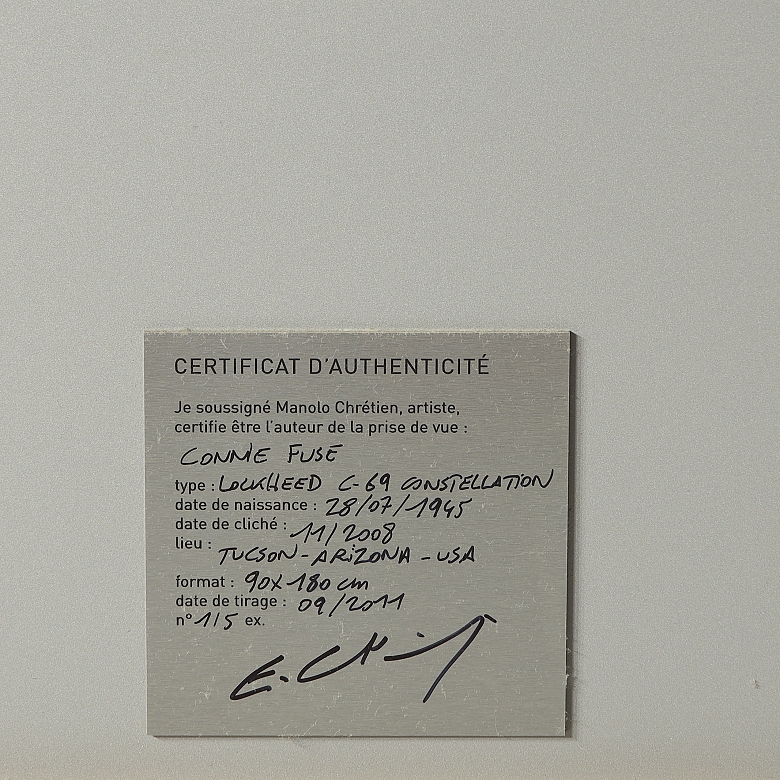 CERTIFICAT D'AUTHENTICITÉ
Je soussigné Manolo Chrétien, artiste,
certifie être l'auteur de la prise de vue :
CONNIE FUSE
type : LOCKHEED C-69 CONSTELLATION
date de naissance : 28/07/1945
date de cliché : 11/2008
lieu : TUCSON - ARIZONA - USA
format : 90x180 cm
date de tirage : 09/2011
n° 1/5 ex.